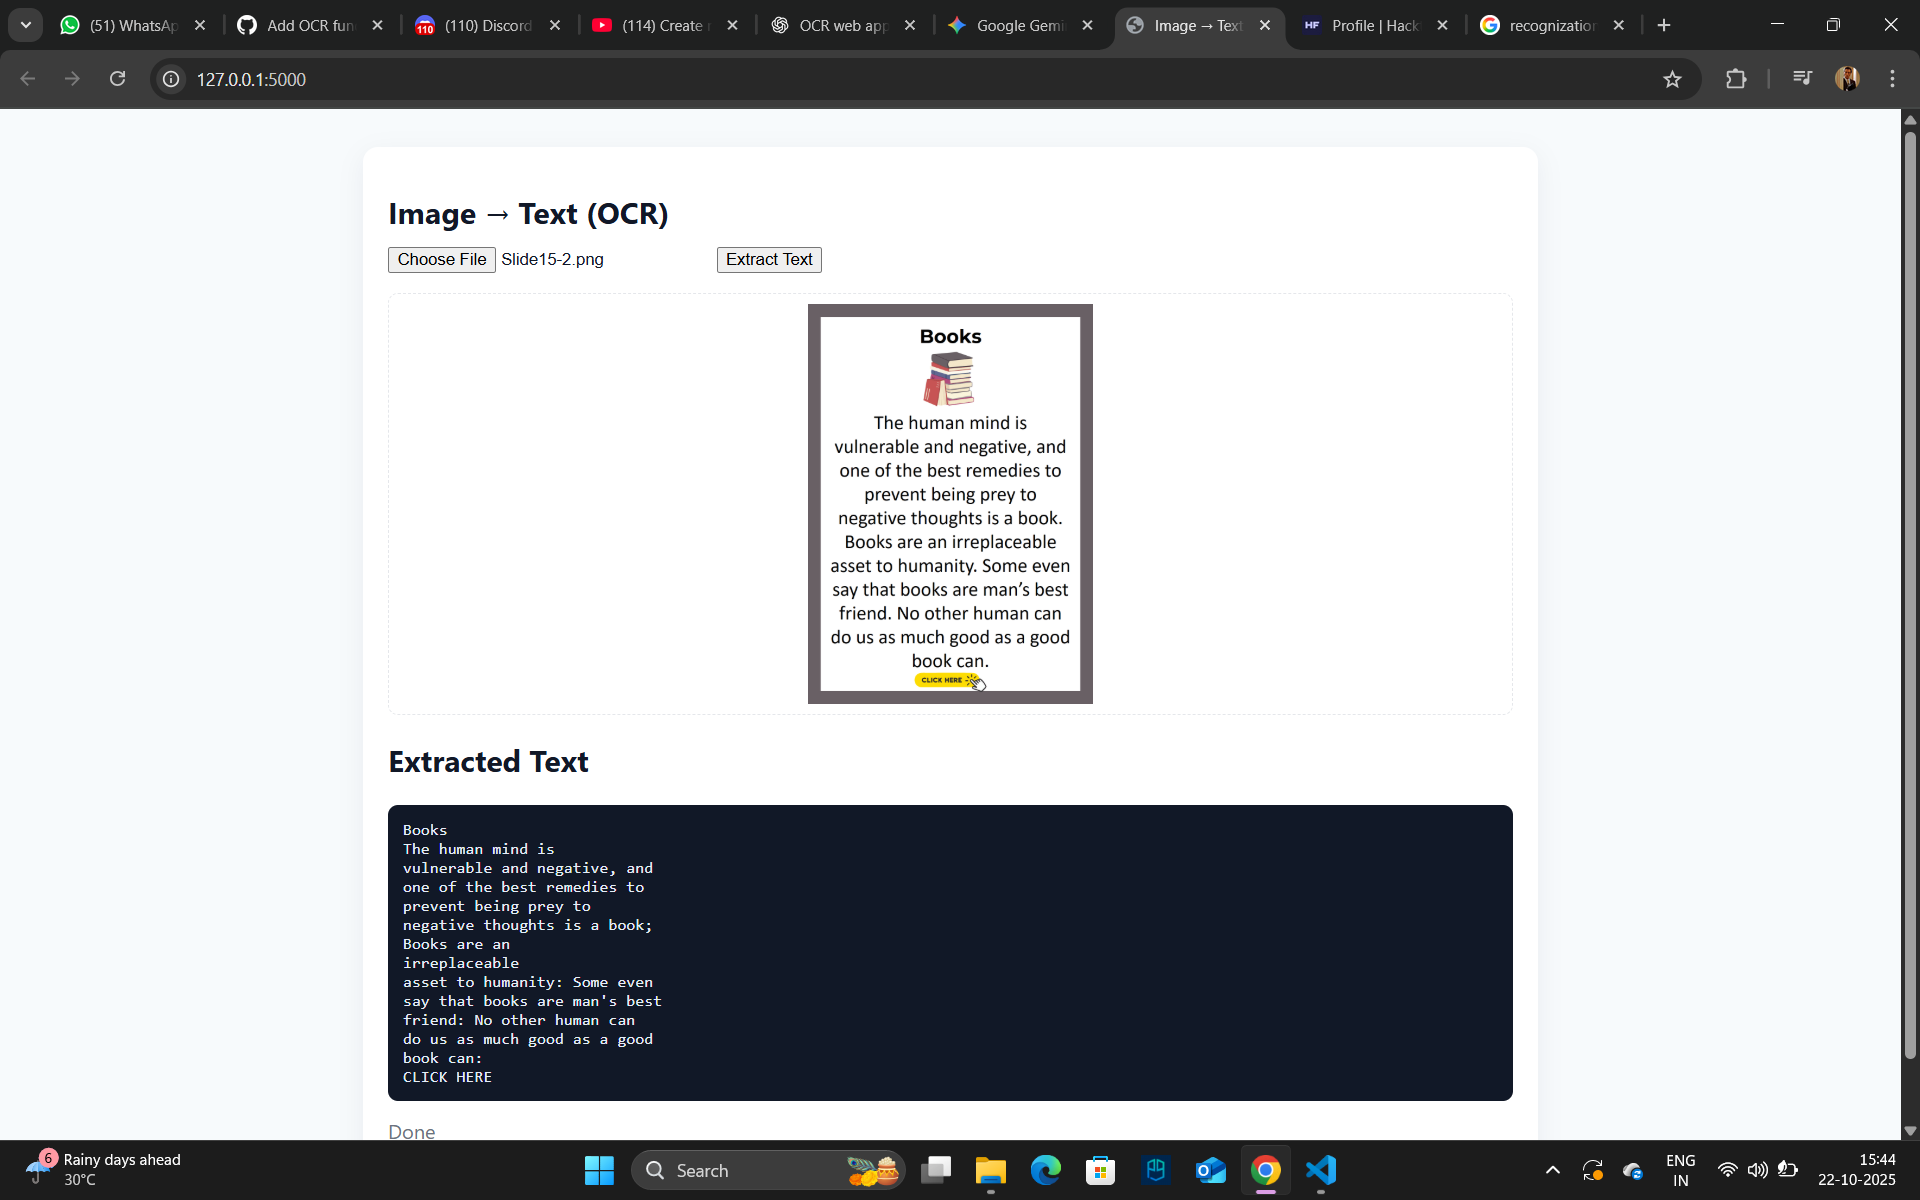 (51) WhatsAp
Add OCR fun
(110) Discord
110
(114) Create r
OCR web app
Google Gemi
Image → Text
HF Profile | Hack
recognization
127.0.0.1:5000
Image → Text (OCR)
Choose File Slide15-2.png
Extract Text
Books
The human mind is
vulnerable and negative, and
one of the best remedies to
prevent being prey to
negative thoughts is a book.
Books are an irreplaceable
asset to humanity. Some even
say that books are man’s best
friend. No other human can
do us as much good as a good
book can.
CLICK HERE
Extracted Text
Books
The human mind is
vulnerable and negative, and
one of the best remedies to
prevent being prey to
negative thoughts is a book;
Books are an
irreplaceable
asset to humanity: Some even
say that books are man's best
friend: No other human can
do us as much good as a good
book can:
CLICK HERE
Done
6
Rainy days ahead
30°C
Search
ENG
IN
15:44
22-10-2025